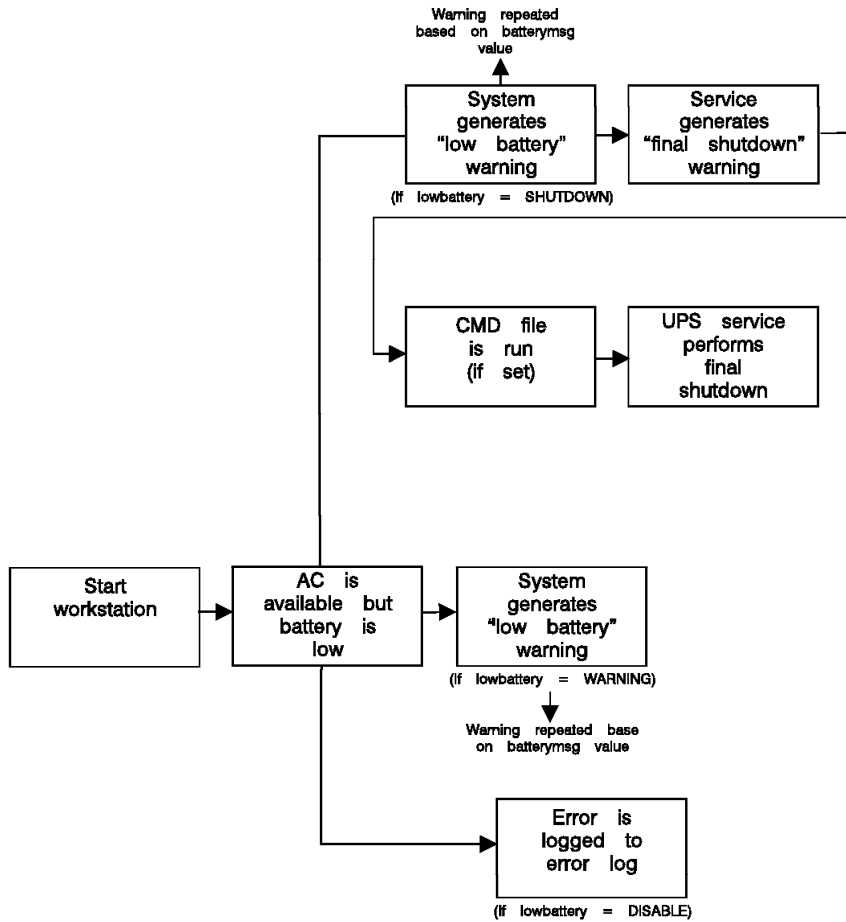 Warning repeated
based on batterymsg
value
System
generates
"low battery"
warning
(If lowbattery = SHUTDOWN)
Service
generates
"final shutdown"
warning
CMD file
is run
(if set)
UPS service
performs
final
shutdown
Start
workstation
AC is
available but
battery is
low
System
generates
"low battery"
warning
(If lowbattery = WARNING)
Warning repeated base
on batterymsg value
Error is
logged to
error log
(If lowbattery = DISABLE)